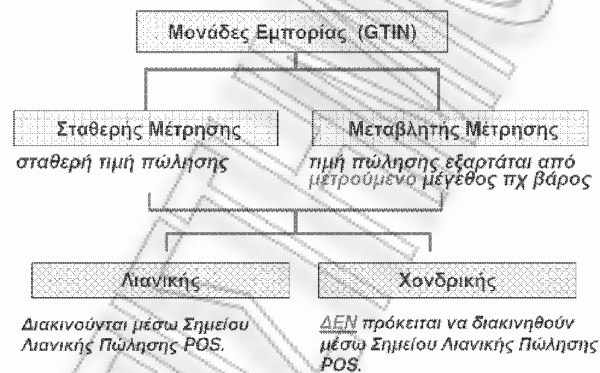 Μονάδες Εμπορίας (GTIN)
Σταθερής Μέτρησης
Μεταβλητής Μέτρησης
σταθερή τιμή πώλησης
τιμή πώλησης εξαρτάται από
μετρούμενο μέγεθος πχ βάρος
Λιανικής
Χονδρικής
Διακινούνται μέσω Σημείου
Λιανικής Πώλησης POS.
ΔΕΝ πρόκειται να διακινηθούν
μέσω Σημείου Λιανικής Πώλησης
POS.